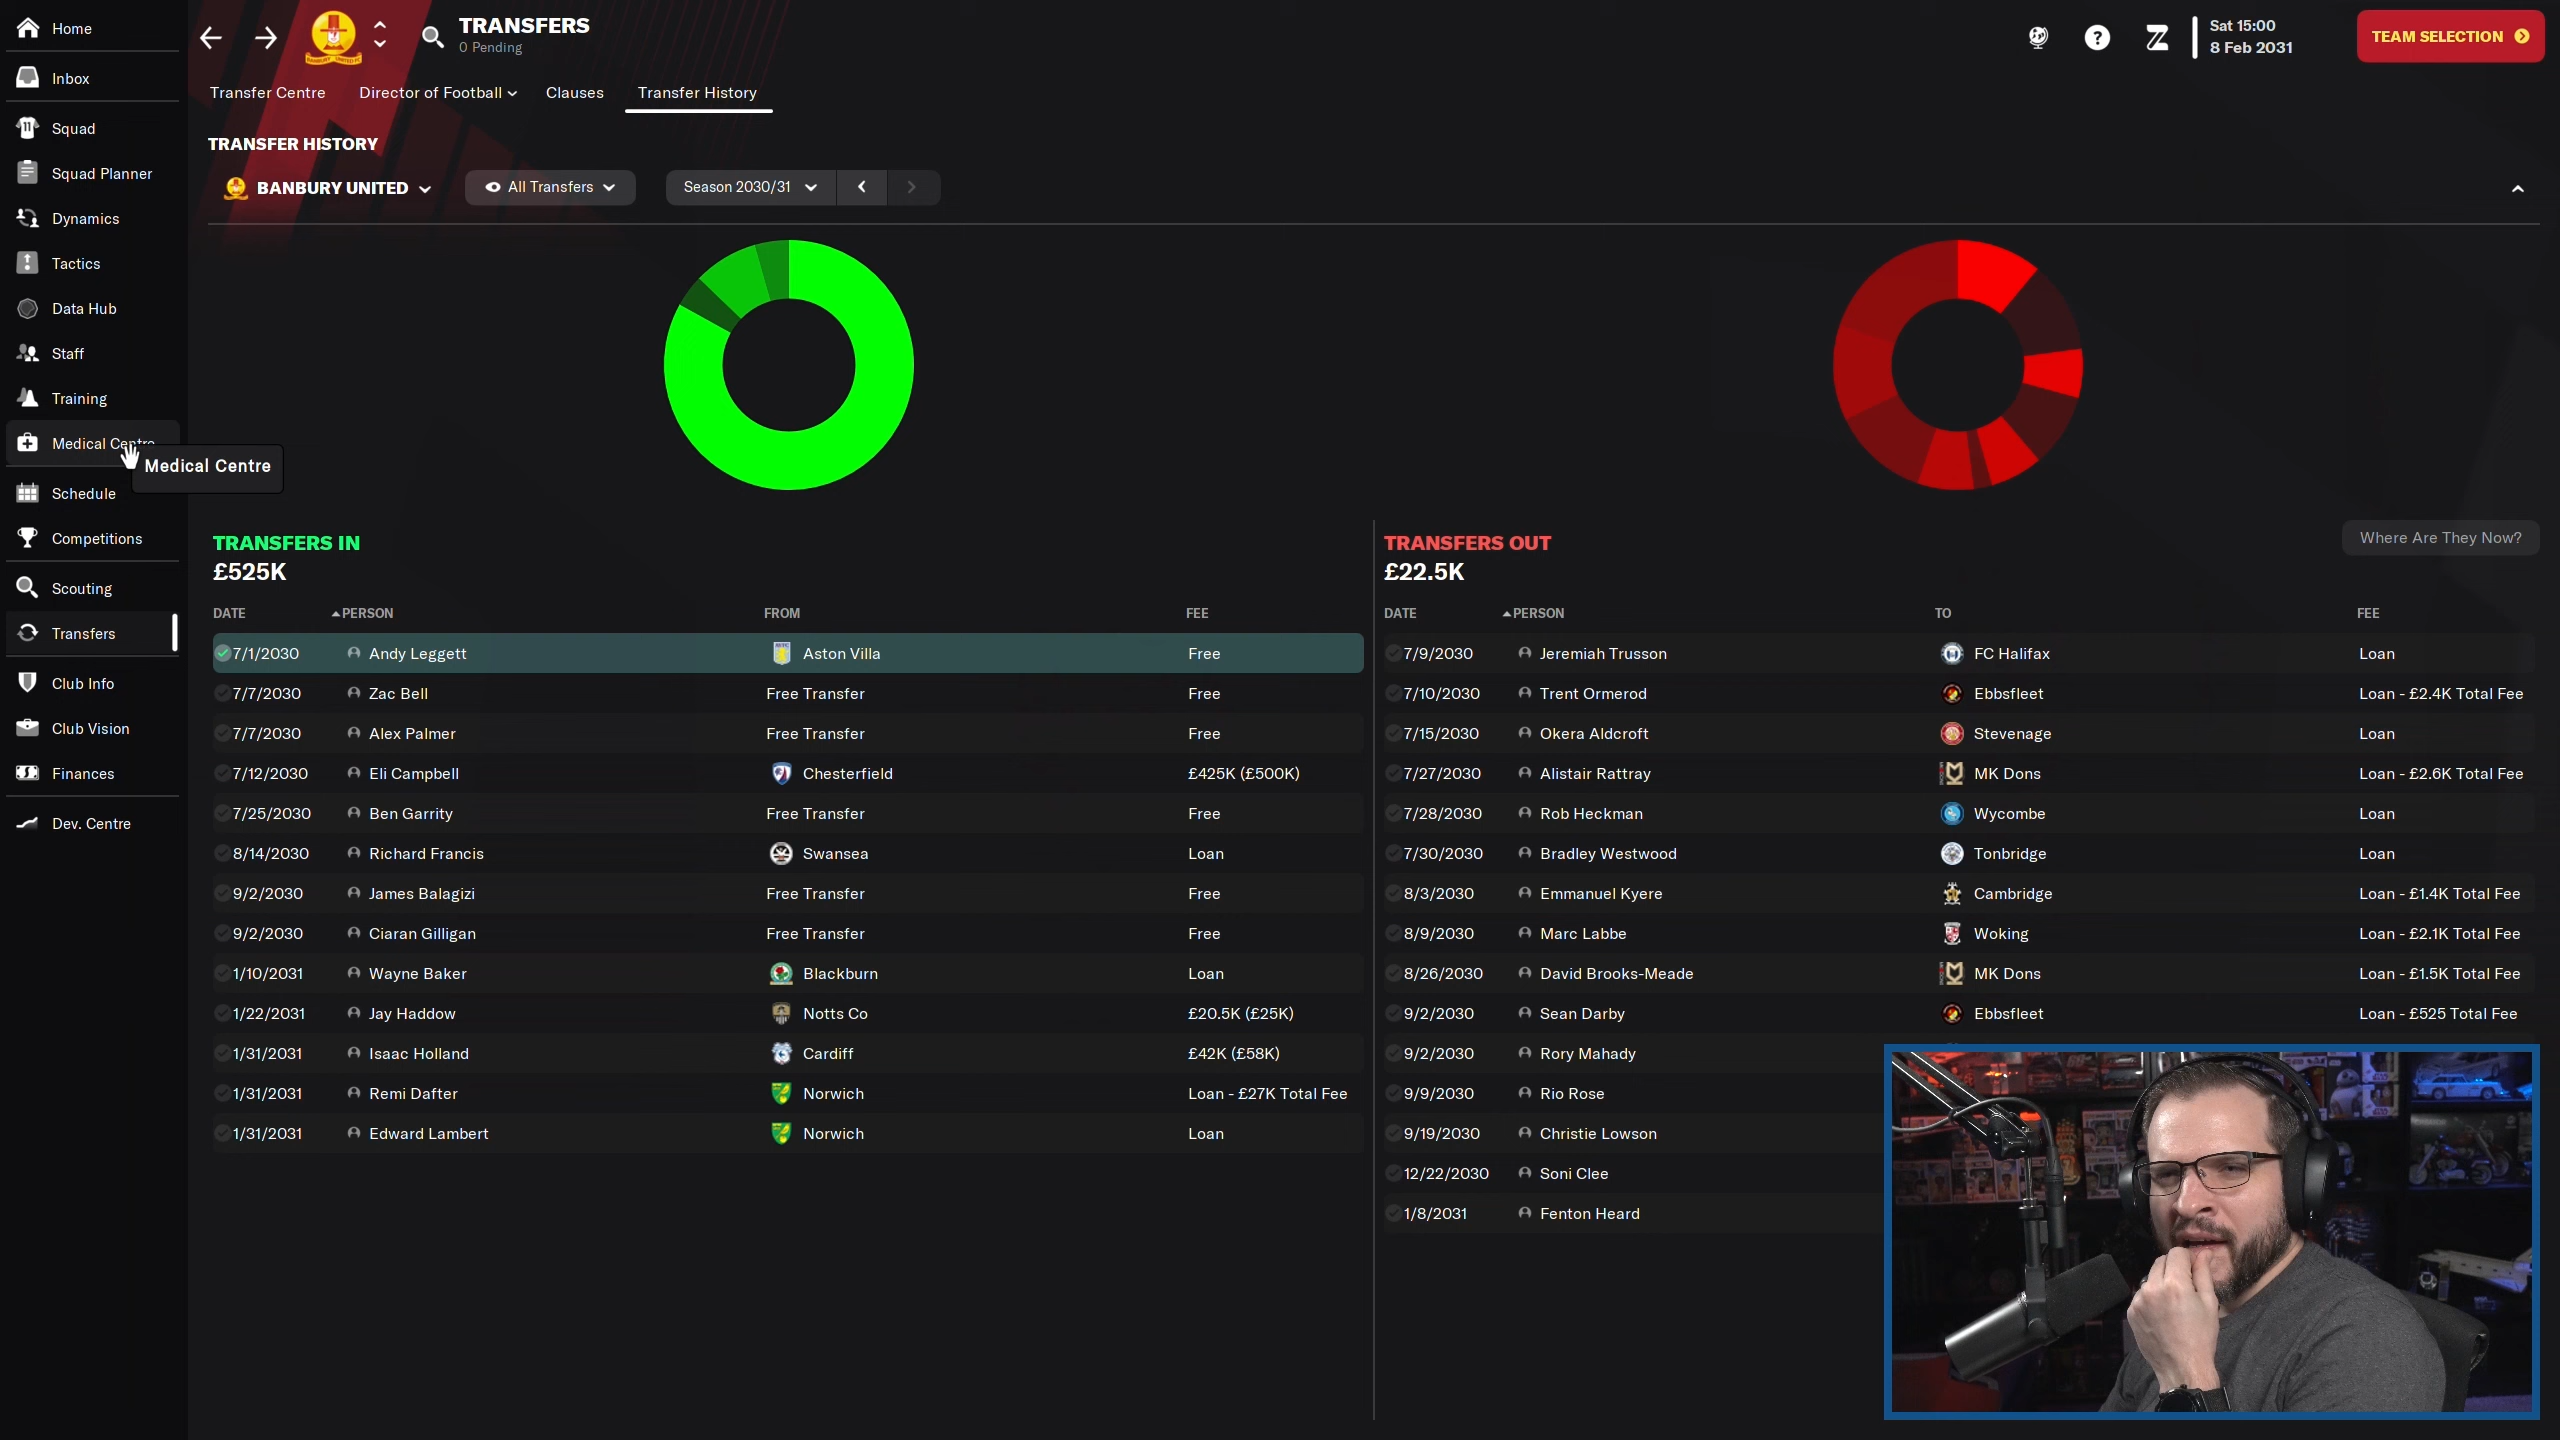 Home
Inbox
Squad
Squad Planner
Dynamics
Tactics
Data Hub
Staff
Training
Medical Centre
Medical Centre
Schedule
Competitions
Scouting
Transfers
Club Info
Club Vision
Finances
Dev. Centre
TRANSFERS
0 Pending
Sat 15:00
8 Feb 2031
TEAM SELECTION
Transfer Centre Director of Football Clauses Transfer History
TRANSFER HISTORY
BANBURY UNITED All Transfers Season 2030/31
TRANSFERS IN
£525K
DATE PERSON FROM FEE
7/1/2030 Andy Leggett Aston Villa Free
7/7/2030 Zac Bell Free Transfer Free
7/7/2030 Alex Palmer Free Transfer Free
7/12/2030 Eli Campbell Chesterfield £425K (£500K)
7/25/2030 Ben Garrity Free Transfer Free
8/14/2030 Richard Francis Swansea Loan
9/2/2030 James Balagizi Free Transfer Free
9/2/2030 Ciaran Gilligan Free Transfer Free
1/10/2031 Wayne Baker Blackburn Loan
1/22/2031 Jay Haddow Notts Co £20.5K (£25K)
1/31/2031 Isaac Holland Cardiff £42K (£58K)
1/31/2031 Remi Dafter Norwich Loan - £27K Total Fee
1/31/2031 Edward Lambert Norwich Loan
TRANSFERS OUT
£22.5K
Where Are They Now?
DATE PERSON TO FEE
7/9/2030 Jeremiah Trusson FC Halifax Loan
7/10/2030 Trent Ormerod Ebbsfleet Loan - £2.4K Total Fee
7/15/2030 Okera Aldcroft Stevenage Loan
7/27/2030 Alistair Rattray MK Dons Loan - £2.6K Total Fee
7/28/2030 Rob Heckman Wycombe Loan
7/30/2030 Bradley Westwood Tonbridge Loan
8/3/2030 Emmanuel Kyere Cambridge Loan - £1.4K Total Fee
8/9/2030 Marc Labbe Woking Loan - £2.1K Total Fee
8/26/2030 David Brooks-Meade MK Dons Loan - £1.5K Total Fee
9/2/2030 Sean Darby Ebbsfleet Loan - £525 Total Fee
9/2/2030 Rory Mahady
9/9/2030 Rio Rose
9/19/2030 Christie Lowson
12/22/2030 Soni Clee
1/8/2031 Fenton Heard